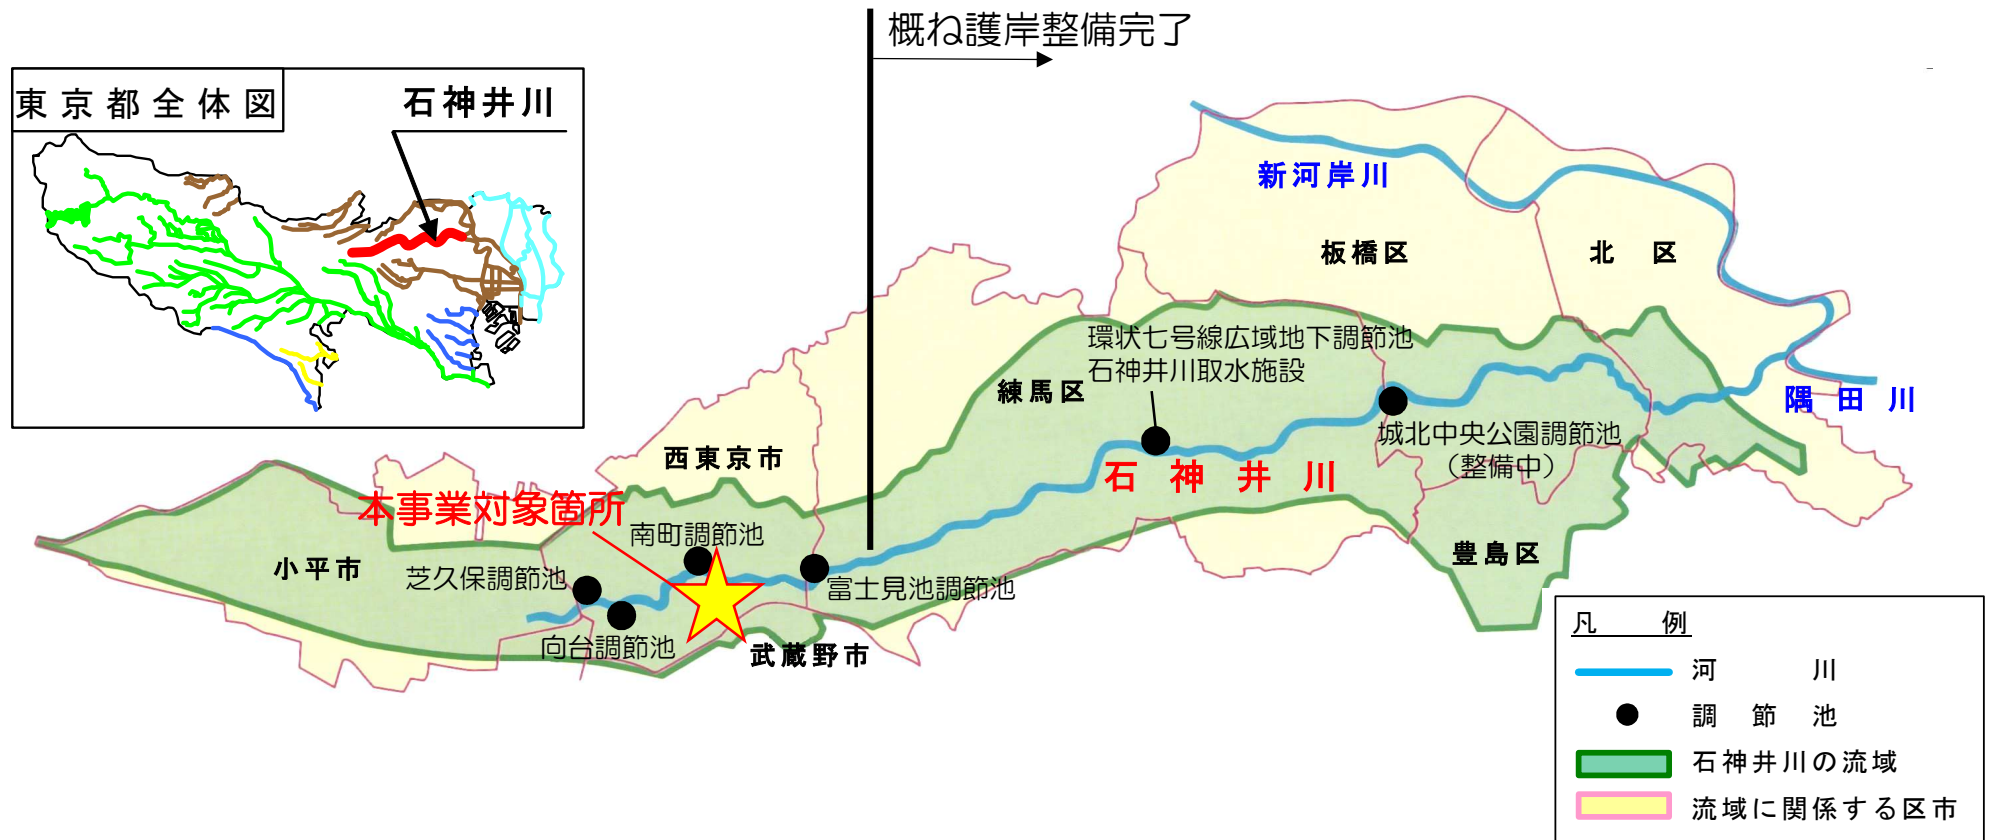 概ね護岸整備完了
東京都全体図
石神井川
新河岸川
板橋区
北区
環状七号線広域地下調節池
石神井川取水施設
練馬区
隅田川
城北中央公園調節池
(整備中)
西東京市
石神井川
本事業対象箇所
南町調節池
豊島区
小平市
芝久保調節池
富士見池調節池
向台調節池
武蔵野市
凡例
河川
調節池
石神井川の流域
流域に関係する区市